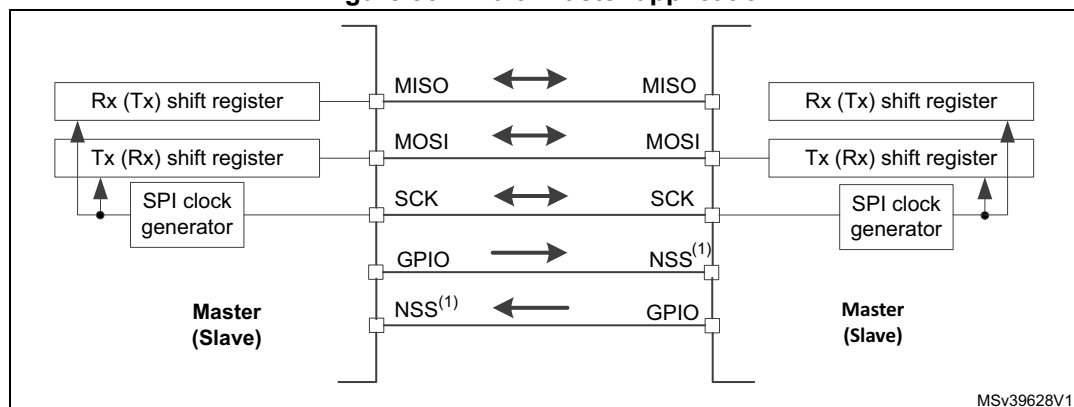 Rx (Tx) shift register
Tx (Rx) shift register
SPI clock
generator
Master
(Slave)
MISO
MOSI
SCK
GPIO
NSS(1)
MISO
MOSI
SCK
NSS(1)
GPIO
Rx (Tx) shift register
Tx (Rx) shift register
SPI clock
generator
Master
(Slave)
MSv39628V1